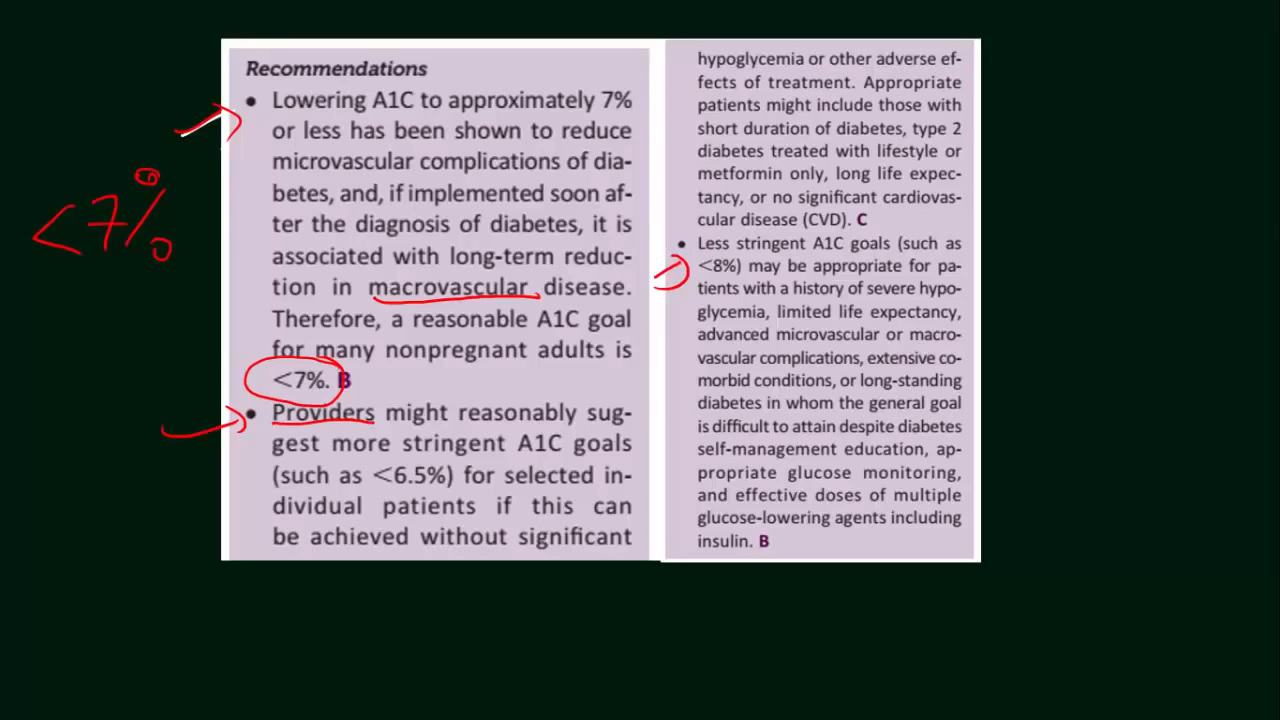 Recommendations
• Lowering A1C to approximately 7%
or less has been shown to reduce
microvascular complications of dia-
betes, and, if implemented soon af-
ter the diagnosis of diabetes, it is
associated with long-term reduc-
tion in macrovascular disease.
Therefore, a reasonable A1C goal
for many nonpregnant adults is
<7%. B
• Providers might reasonably sug-
gest more stringent A1C goals
(such as <6.5%) for selected in-
dividual patients if this can
be achieved without significant
hypoglycemia or other adverse ef-
fects of treatment. Appropriate
patients might include those with
short duration of diabetes, type 2
diabetes treated with lifestyle or
metformin only, long life expec-
tancy, or no significant cardiovas-
cular disease (CVD). C
• Less stringent A1C goals (such as
<8%) may be appropriate for pa-
tients with a history of severe hypo-
glycemia, limited life expectancy,
advanced microvascular or macro-
vascular complications, extensive co-
morbid conditions, or long-standing
diabetes in whom the general goal
is difficult to attain despite diabetes
self-management education, ap-
propriate glucose monitoring,
and effective doses of multiple
glucose-lowering agents including
insulin. B
<7%